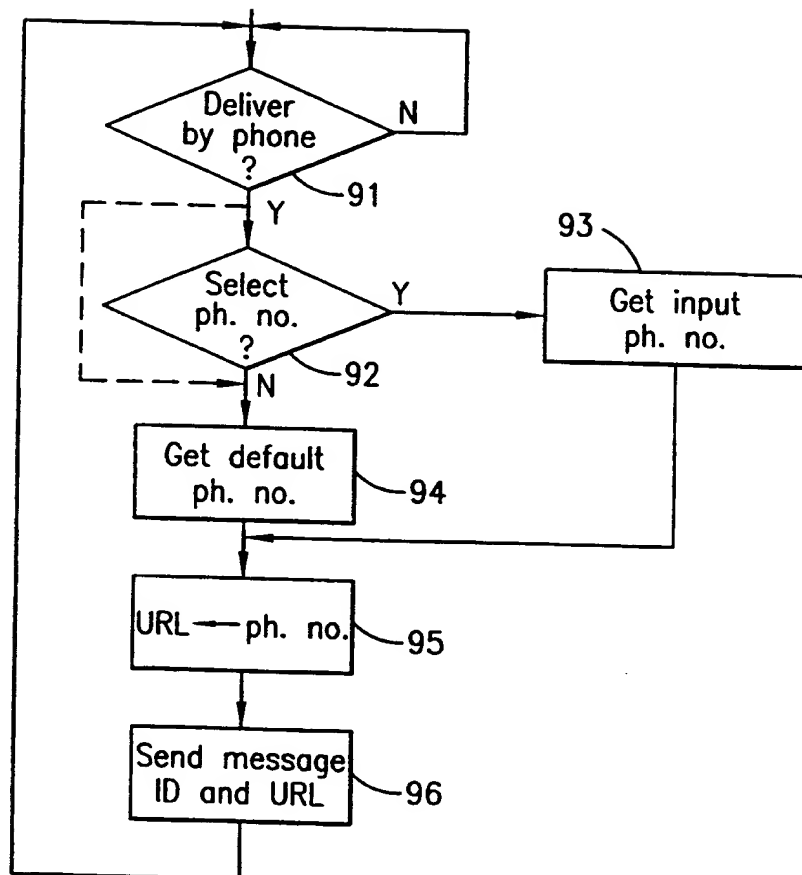 Deliver
by phone
?
N
91
Y
Select
ph. no.
?
Y
92
N
93
Get input
ph. no.
Get default
ph. no.
94
URL ← ph. no.
95
Send message
ID and URL
96